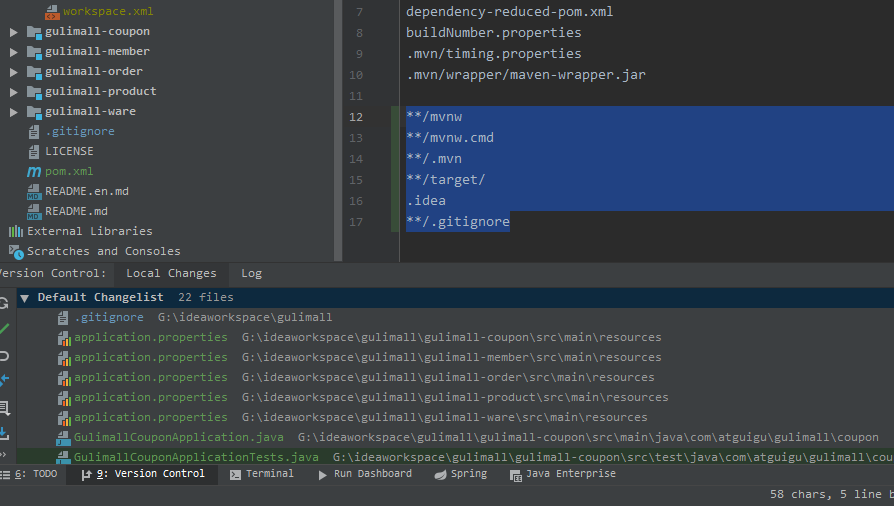 workspace.xml
gulimall-coupon
gulimall-member
gulimall-order
gulimall-product
gulimall-ware
.gitignore
LICENSE
pom.xml
README.en.md
README.md
External Libraries
Scratches and Consoles
7 dependency-reduced-pom.xml
8 buildNumber.properties
9 .mvn/timing.properties
10 .mvn/wrapper/maven-wrapper.jar
11
12 **/mvnw
13 **/mvnw.cmd
14 **/.mvn
15 **/target/
16 .idea
17 **/.gitignore
Version Control: Local Changes Log
Default Changelist 22 files
.gitignore G:\ideaworkspace\gulimall
application.properties G:\ideaworkspace\gulimall\gulimall-coupon\src\main\resources
application.properties G:\ideaworkspace\gulimall\gulimall-member\src\main\resources
application.properties G:\ideaworkspace\gulimall\gulimall-order\src\main\resources
application.properties G:\ideaworkspace\gulimall\gulimall-product\src\main\resources
application.properties G:\ideaworkspace\gulimall\gulimall-ware\src\main\resources
GulimallCouponApplication.java G:\ideaworkspace\gulimall\gulimall-coupon\src\main\java\com\atguigu\gulimall\coupon
GulimallCouponApplicationTests.java G:\ideaworkspace\gulimall\gulimall-coupon\src\test\java\com\atguigu\gulimall\cou
6: TODO 9: Version Control Terminal Run Dashboard Spring Java Enterprise
58 chars, 5 line b